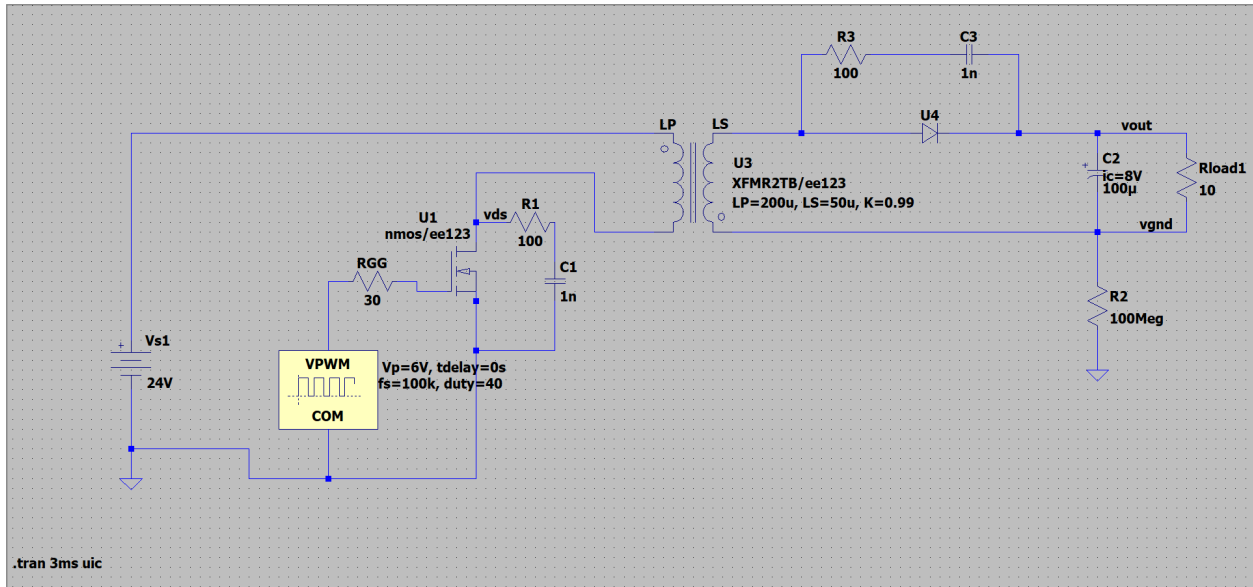 R3
100
C3
1n
LP
LS
U4
vout
U3
XFMR2TB/ee123
LP=200u, LS=50u, K=0.99
C2
ic=8V
100µ
Rload1
10
vgnd
U1
nmos/ee123
vds
R1
100
C1
1n
RGG
30
R2
100Meg
Vs1
24V
VPWM
COM
Vp=6V, tdelay=0s
fs=100k, duty=40
.tran 3ms uic